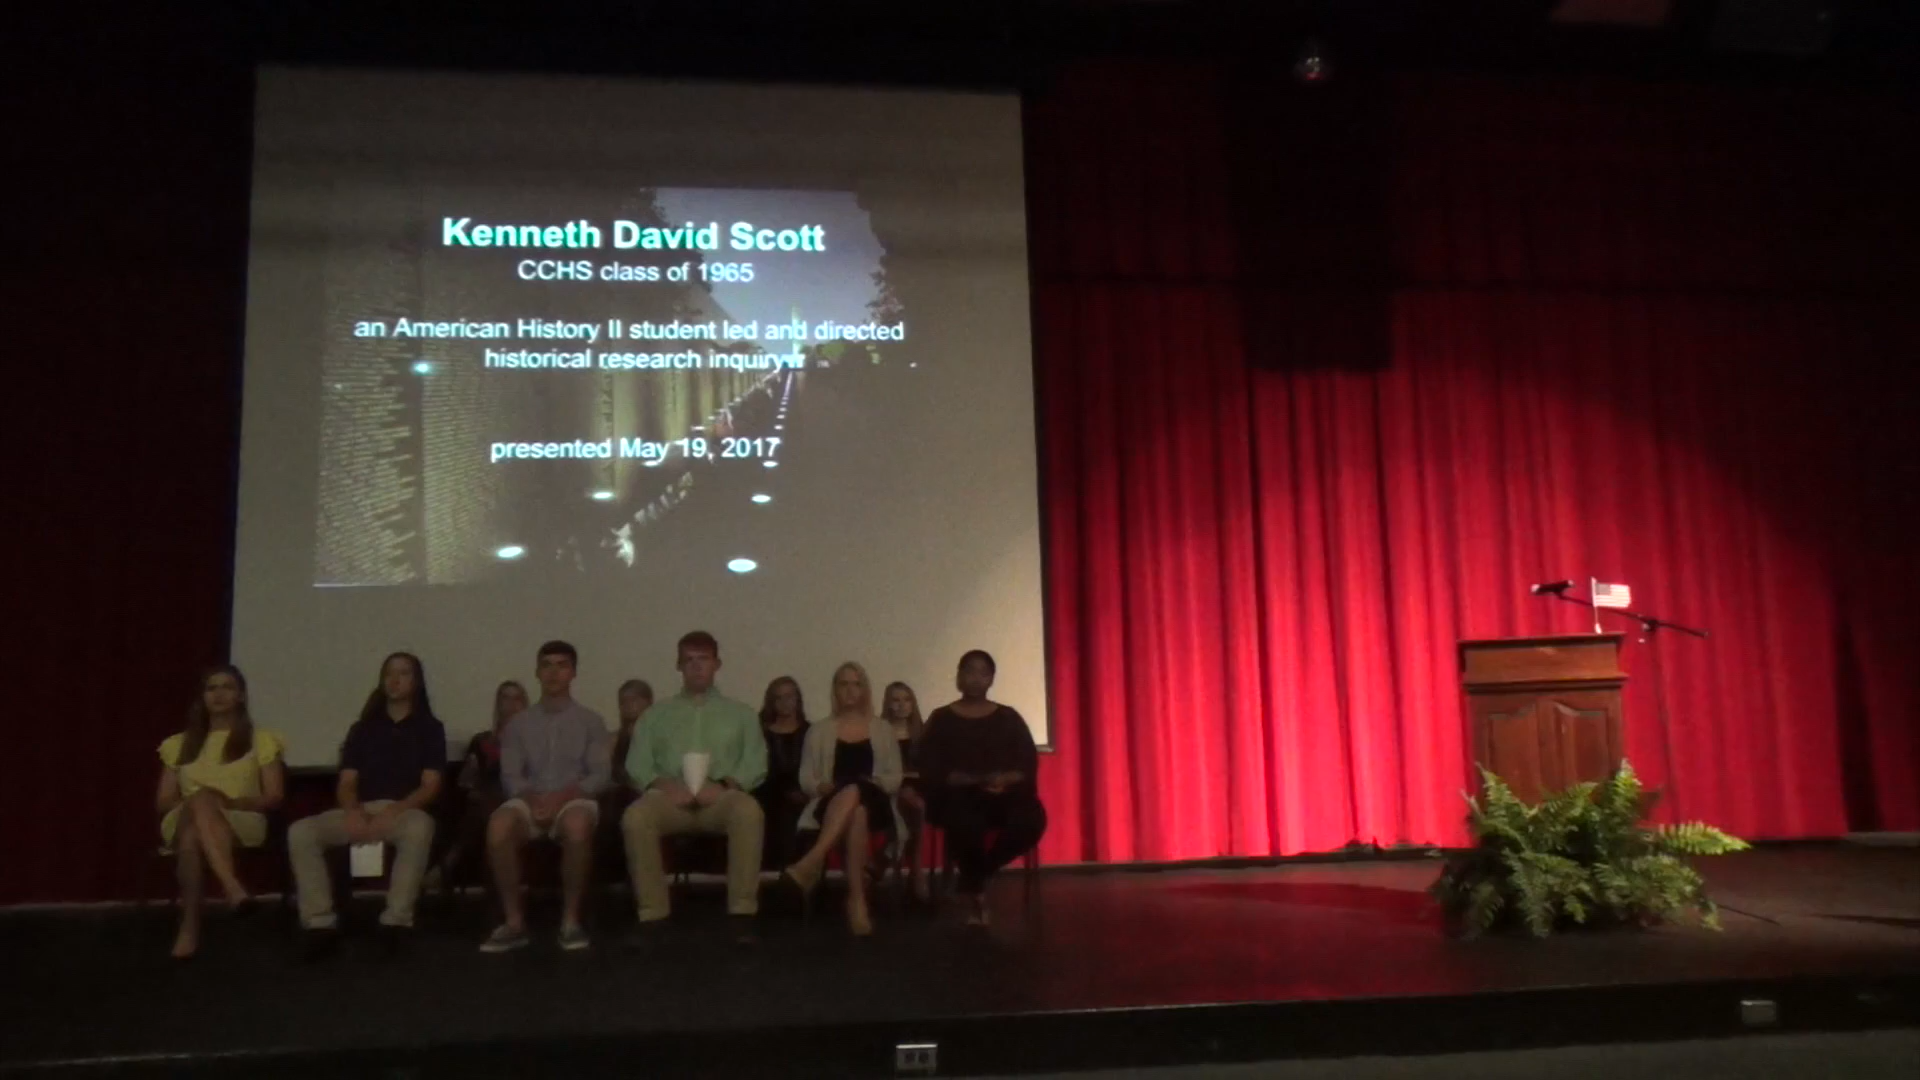 Kenneth David Scott
CCHS class of 1965
an American History II student led and directed
historical research inquiry
presented May 19, 2017